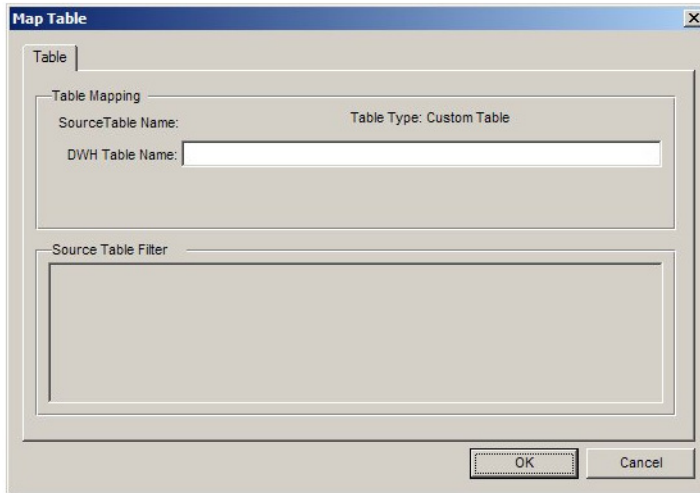 Map Table
Table
Table Mapping
SourceTable Name:
Table Type: Custom Table
DWH Table Name:
Source Table Filter
OK
Cancel